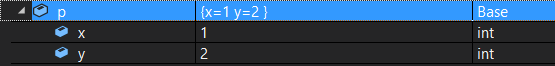 p {x=1 y=2 } Base
x 1 int
y 2 int